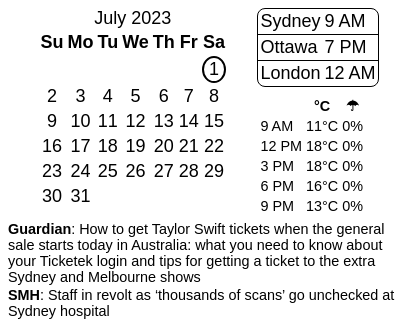 July 2023
Su Mo Tu We Th Fr Sa
1
2 3 4 5 6 7 8
9 10 11 12 13 14 15
16 17 18 19 20 21 22
23 24 25 26 27 28 29
30 31
Sydney 9 AM
Ottawa 7 PM
London 12 AM
°C ☂
9 AM 11°C 0%
12 PM 18°C 0%
3 PM 18°C 0%
6 PM 16°C 0%
9 PM 13°C 0%
Guardian: How to get Taylor Swift tickets when the general
sale starts today in Australia: what you need to know about
your Ticketek login and tips for getting a ticket to the extra
Sydney and Melbourne shows
SMH: Staff in revolt as ‘thousands of scans’ go unchecked at
Sydney hospital